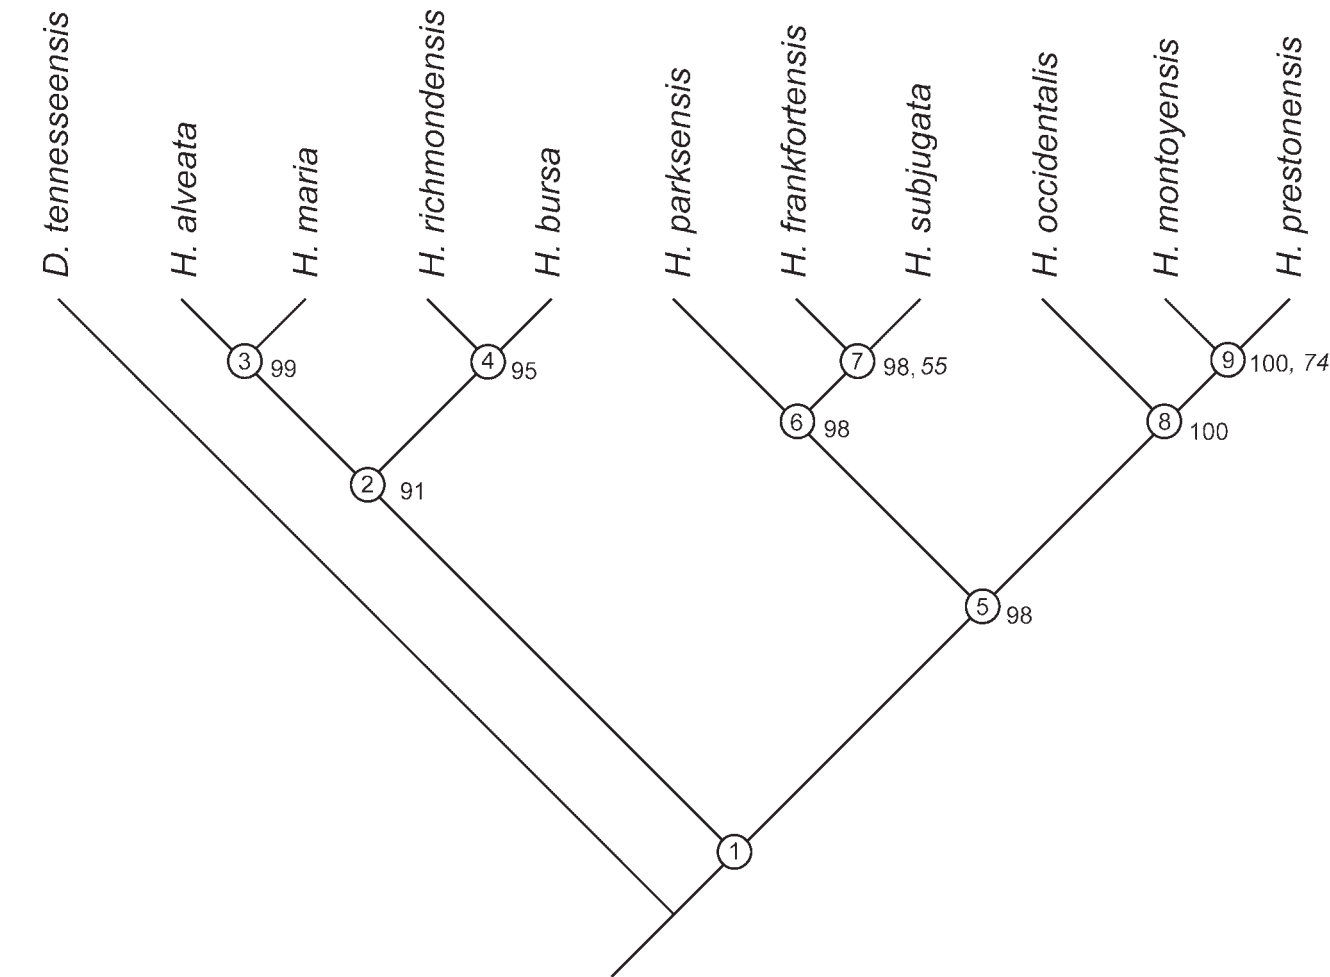 D. tennesseensis
H. alveata
H. maria
H. richmondensis
H. bursa
H. parksensis
H. frankfortensis
H. subjugata
H. occidentalis
H. montoyensis
H. prestonensis
3 99
4 95
7 98, 55
9 100, 74
6 98
8 100
2 91
5 98
1